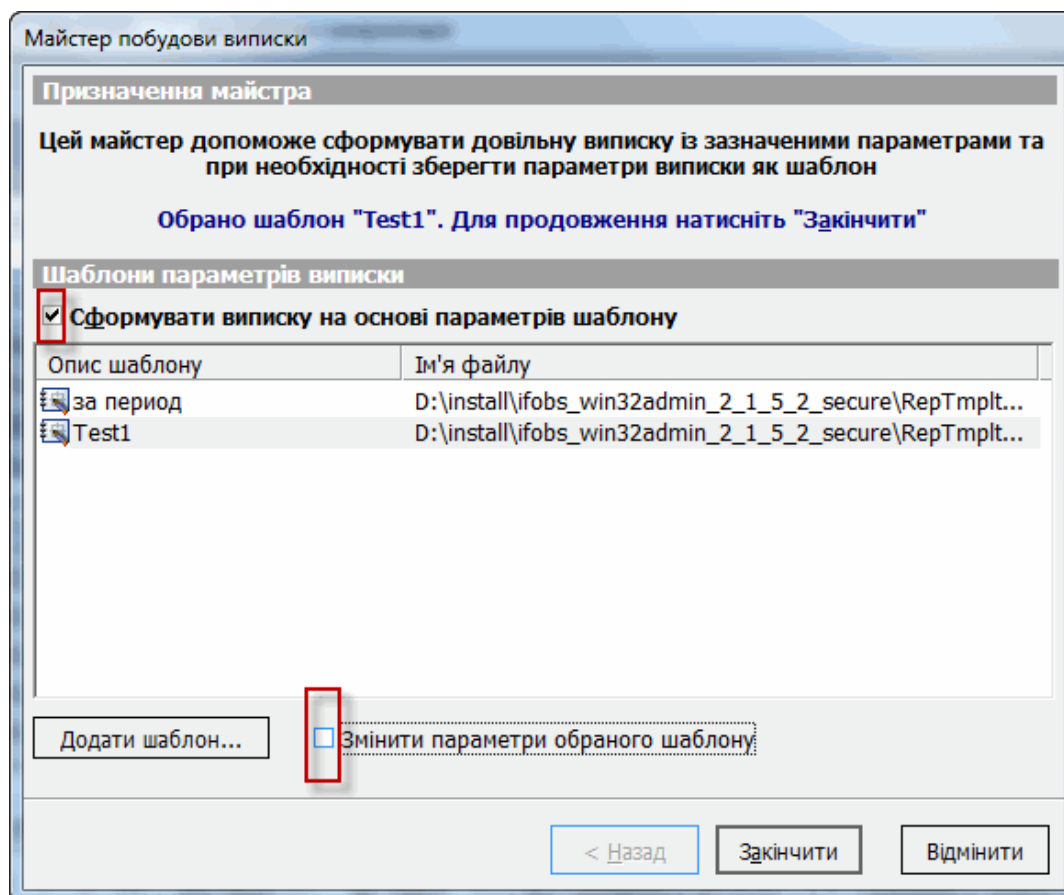 Майстер побудови виписки
Призначення майстра
Цей майстер допоможе сформувати довільну виписку із зазначеними параметрами та
при необхідності зберегти параметри виписки як шаблон
Обрано шаблон "Test1". Для продовження натисніть "Закінчити"
Шаблони параметрів виписки
Сформувати виписку на основі параметрів шаблону
Опис шаблону Ім'я файлу
за период D:\install\ifobs_win32admin_2_1_5_2_secure\RepTmplt...
Test1 D:\install\ifobs_win32admin_2_1_5_2_secure\RepTmplt...
Додати шаблон... Змінити параметри обраного шаблону
< Назад Закінчити Відмінити